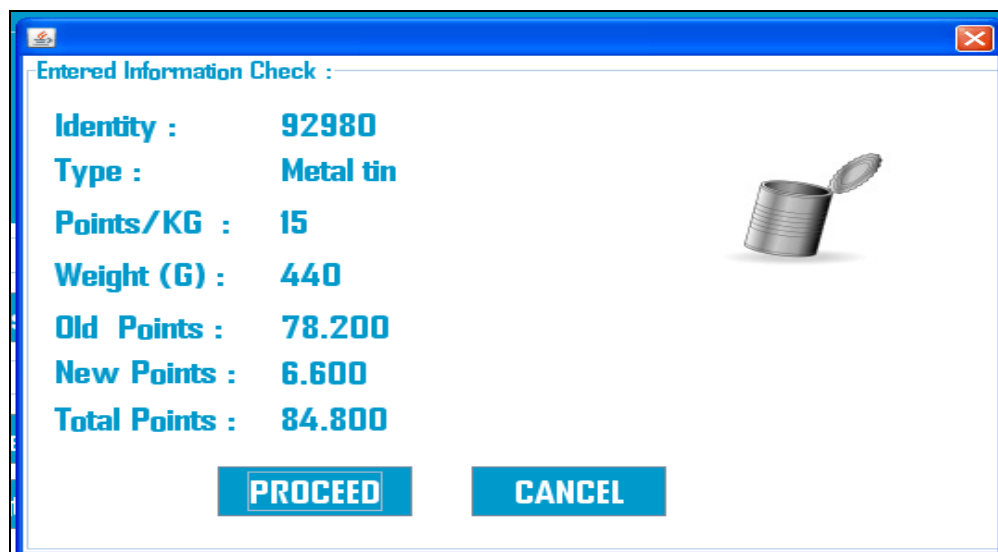 Entered Information Check :
Identity : 92980
Type : Metal tin
Points/KG : 15
Weight (G) : 440
Old Points : 78.200
New Points : 6.600
Total Points : 84.800
PROCEED CANCEL